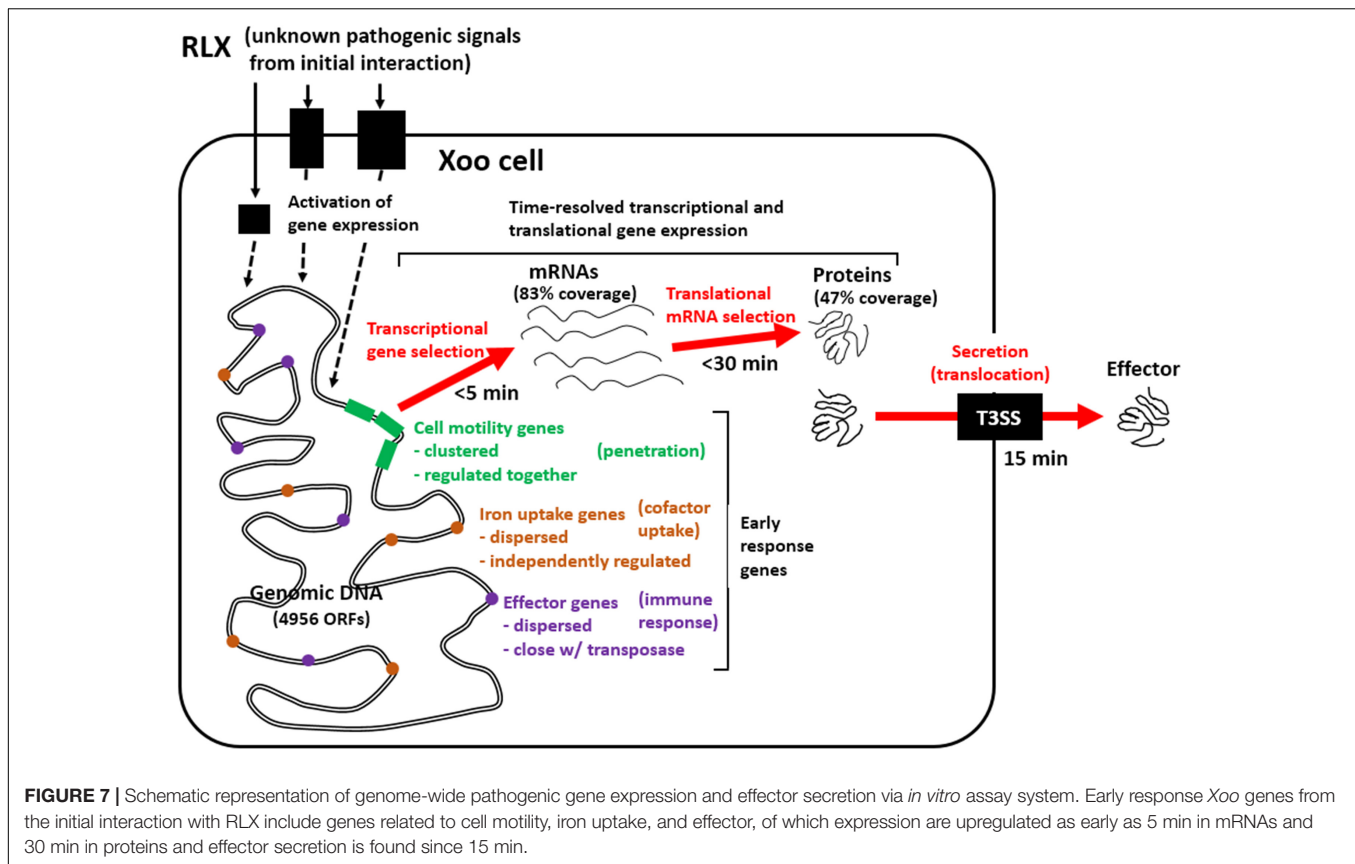 RLX (unknown pathogenic signals
from initial interaction)
Xoo cell
Activation of
gene expression
Time-resolved transcriptional and
translational gene expression
mRNAs
(83% coverage)
Proteins
(47% coverage)
Transcriptional
gene selection
<5 min
Translational
mRNA selection
<30 min
Secretion
(translocation)
T3SS
15 min
Effector
Cell motility genes
- clustered (penetration)
- regulated together
Iron uptake genes (cofactor
- dispersed uptake)
- independently regulated
Effector genes (immune
- dispersed response)
- close w/ transposase
Early
response
genes
Genomic DNA
(4956 ORFs)
FIGURE 7 | Schematic representation of genome-wide pathogenic gene expression and effector secretion via in vitro assay system. Early response Xoo genes from
the initial interaction with RLX include genes related to cell motility, iron uptake, and effector, of which expression are upregulated as early as 5 min in mRNAs and
30 min in proteins and effector secretion is found since 15 min.